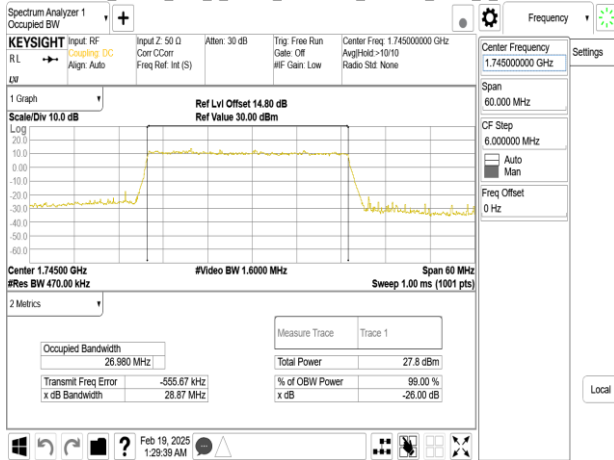 Spectrum Analyzer 1
Occupied BW
+
Frequency
KEYSIGHT
RL
LXI
Input: RF
Coupling: DC
Align: Auto
Input Z: 50 Ω
Corr CCorr
Freq Ref: Int (S)
Atten: 30 dB
Trig: Free Run
Gate: Off
#IF Gain: Low
Center Freq: 1.745000000 GHz
Avg|Hold:>10/10
Radio Std: None
Center Frequency
1.745000000 GHz
Settings
Span
60.000 MHz
CF Step
6.000000 MHz
Auto
Man
Freq Offset
0 Hz
Local
1 Graph
Scale/Div 10.0 dB
Ref Lvl Offset 14.80 dB
Ref Value 30.00 dBm
Log
20.0
10.0
0.00
-10.0
-20.0
-30.0
-40.0
-50.0
-60.0
Center 1.74500 GHz
#Video BW 1.6000 MHz
Span 60 MHz
#Res BW 470.00 kHz
Sweep 1.00 ms (1001 pts)
2 Metrics
Measure Trace
Trace 1
Occupied Bandwidth
26.980 MHz
Total Power
27.8 dBm
Transmit Freq Error
-555.67 kHz
% of OBW Power
99.00 %
x dB Bandwidth
28.87 MHz
x dB
-26.00 dB
?
Feb 19, 2025
1:29:39 AM